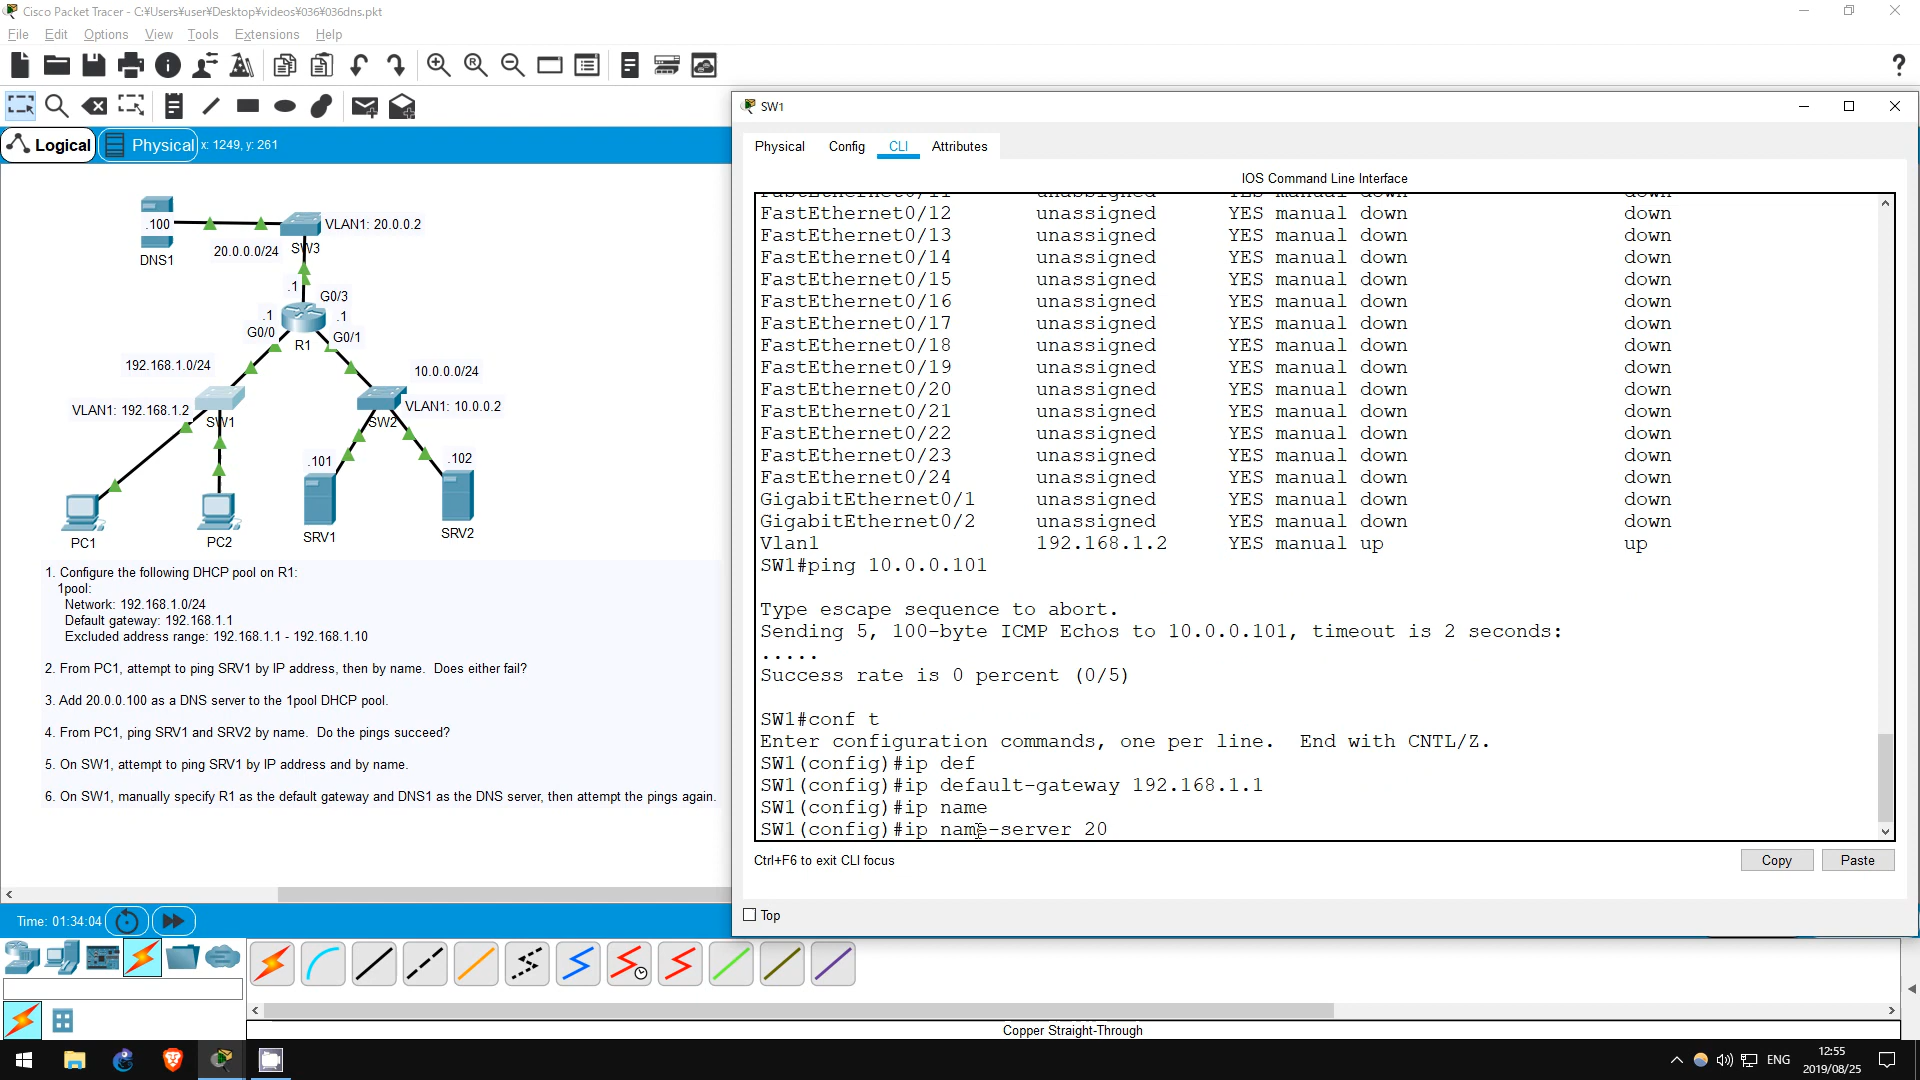 Cisco Packet Tracer - C:¥Users¥user¥Desktop¥videos¥036¥036dns.pkt
File Edit Options View Tools Extensions Help
Logical Physical x: 1249, y: 261
.100
DNS1
20.0.0.0/24
SW3
VLAN1: 20.0.0.2
.1
G0/3
.1
G0/0
.1
G0/1
R1
192.168.1.0/24
10.0.0.0/24
VLAN1: 192.168.1.2
SW1
VLAN1: 10.0.0.2
SW2
.101
.102
PC1
PC2
SRV1
SRV2
1. Configure the following DHCP pool on R1:
1pool:
Network: 192.168.1.0/24
Default gateway: 192.168.1.1
Excluded address range: 192.168.1.1 - 192.168.1.10
2. From PC1, attempt to ping SRV1 by IP address, then by name. Does either fail?
3. Add 20.0.0.100 as a DNS server to the 1pool DHCP pool.
4. From PC1, ping SRV1 and SRV2 by name. Do the pings succeed?
5. On SW1, attempt to ping SRV1 by IP address and by name.
6. On SW1, manually specify R1 as the default gateway and DNS1 as the DNS server, then attempt the pings again.
SW1
Physical Config CLI Attributes
IOS Command Line Interface
FastEthernet0/11 unassigned YES manual down down
FastEthernet0/12 unassigned YES manual down down
FastEthernet0/13 unassigned YES manual down down
FastEthernet0/14 unassigned YES manual down down
FastEthernet0/15 unassigned YES manual down down
FastEthernet0/16 unassigned YES manual down down
FastEthernet0/17 unassigned YES manual down down
FastEthernet0/18 unassigned YES manual down down
FastEthernet0/19 unassigned YES manual down down
FastEthernet0/20 unassigned YES manual down down
FastEthernet0/21 unassigned YES manual down down
FastEthernet0/22 unassigned YES manual down down
FastEthernet0/23 unassigned YES manual down down
FastEthernet0/24 unassigned YES manual down down
GigabitEthernet0/1 unassigned YES manual down down
GigabitEthernet0/2 unassigned YES manual down down
Vlan1 192.168.1.2 YES manual up up
SW1#ping 10.0.0.101
Type escape sequence to abort.
Sending 5, 100-byte ICMP Echos to 10.0.0.101, timeout is 2 seconds:
.....
Success rate is 0 percent (0/5)
SW1#conf t
Enter configuration commands, one per line. End with CNTL/Z.
SW1(config)#ip def
SW1(config)#ip default-gateway 192.168.1.1
SW1(config)#ip name
SW1(config)#ip name-server 20
Ctrl+F6 to exit CLI focus
Copy Paste
Top
Time: 01:34:04
Copper Straight-Through
ENG
12:55
2019/08/25